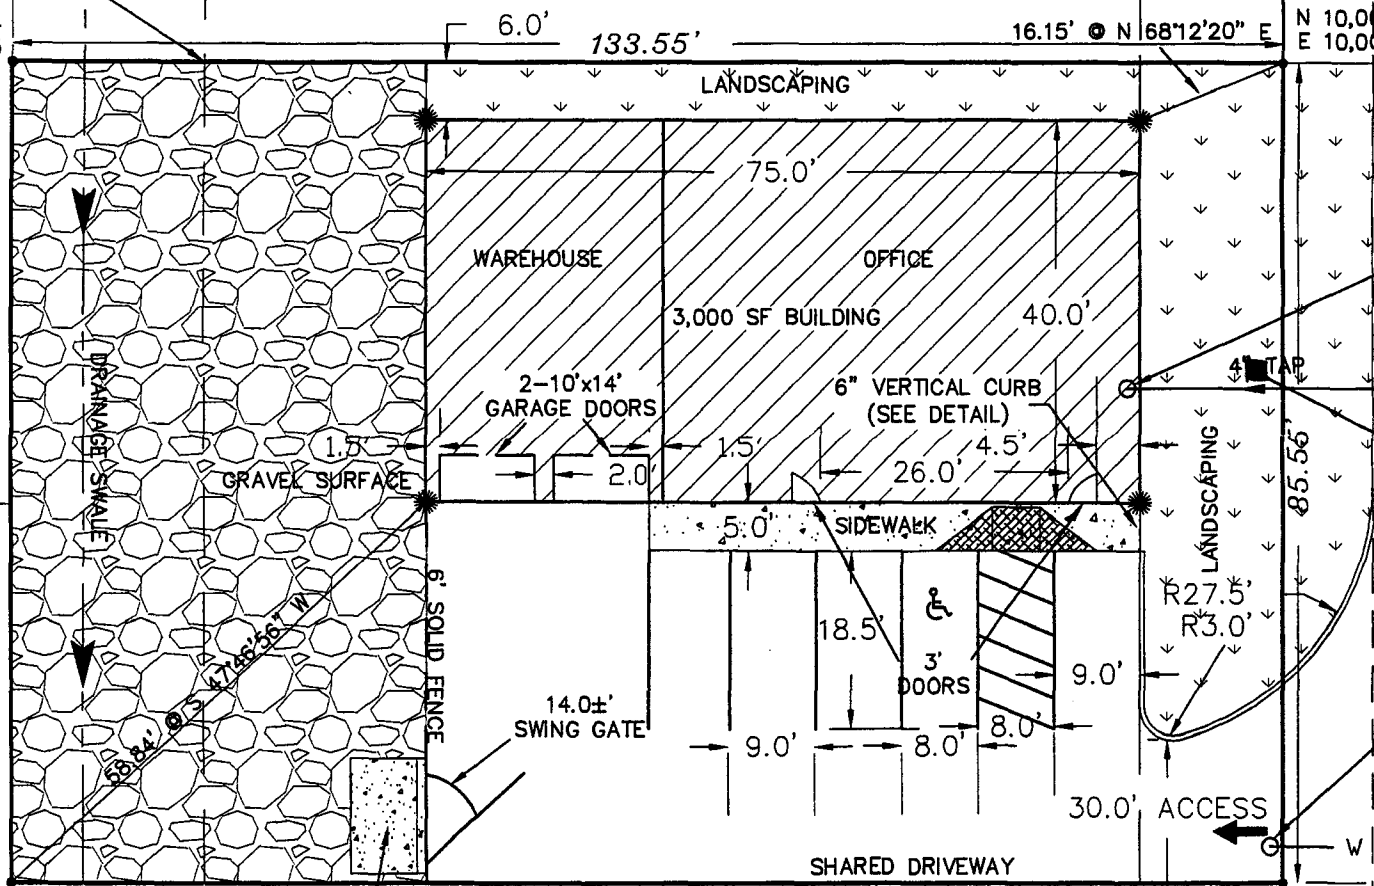 6.0'
133.55'
16.15' @ N 68°12'20" E
N 10,0
E 10,0
LANDSCAPING
75.0'
WAREHOUSE
OFFICE
3,000 SF BUILDING
40.0'
2-10'x14'
GARAGE DOORS
6" VERTICAL CURB
(SEE DETAIL)
4" TAP
1.5'
1.5'
4.5'
26.0'
2.0'
GRAVEL SURFACE
DRAINAGE SWALE
LANDSCAPING
85.55'
5.0'
SIDEWALK
6' SOLID FENCE
R27.5'
R3.0'
18.5'
3'
DOORS
9.0'
58.84' @ S 47°46'56" W
14.0±'
SWING GATE
9.0'
8.0'
8.0'
30.0' ACCESS
W
SHARED DRIVEWAY